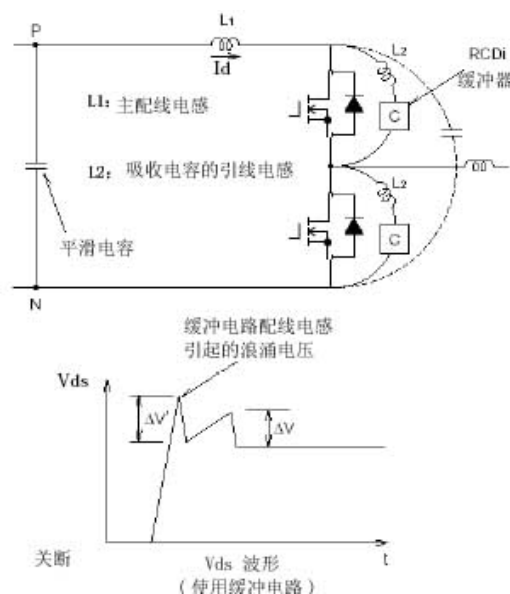 L1
P
L2
RCDi
缓冲器
Id
L1: 主配线电感
C
L2: 吸收电容的引线电感
L2
C
平滑电容
N
缓冲电路配线电感
引起的浪涌电压
Vds
ΔV'
ΔV
关断
Vds 波形
t
(使用缓冲电路)